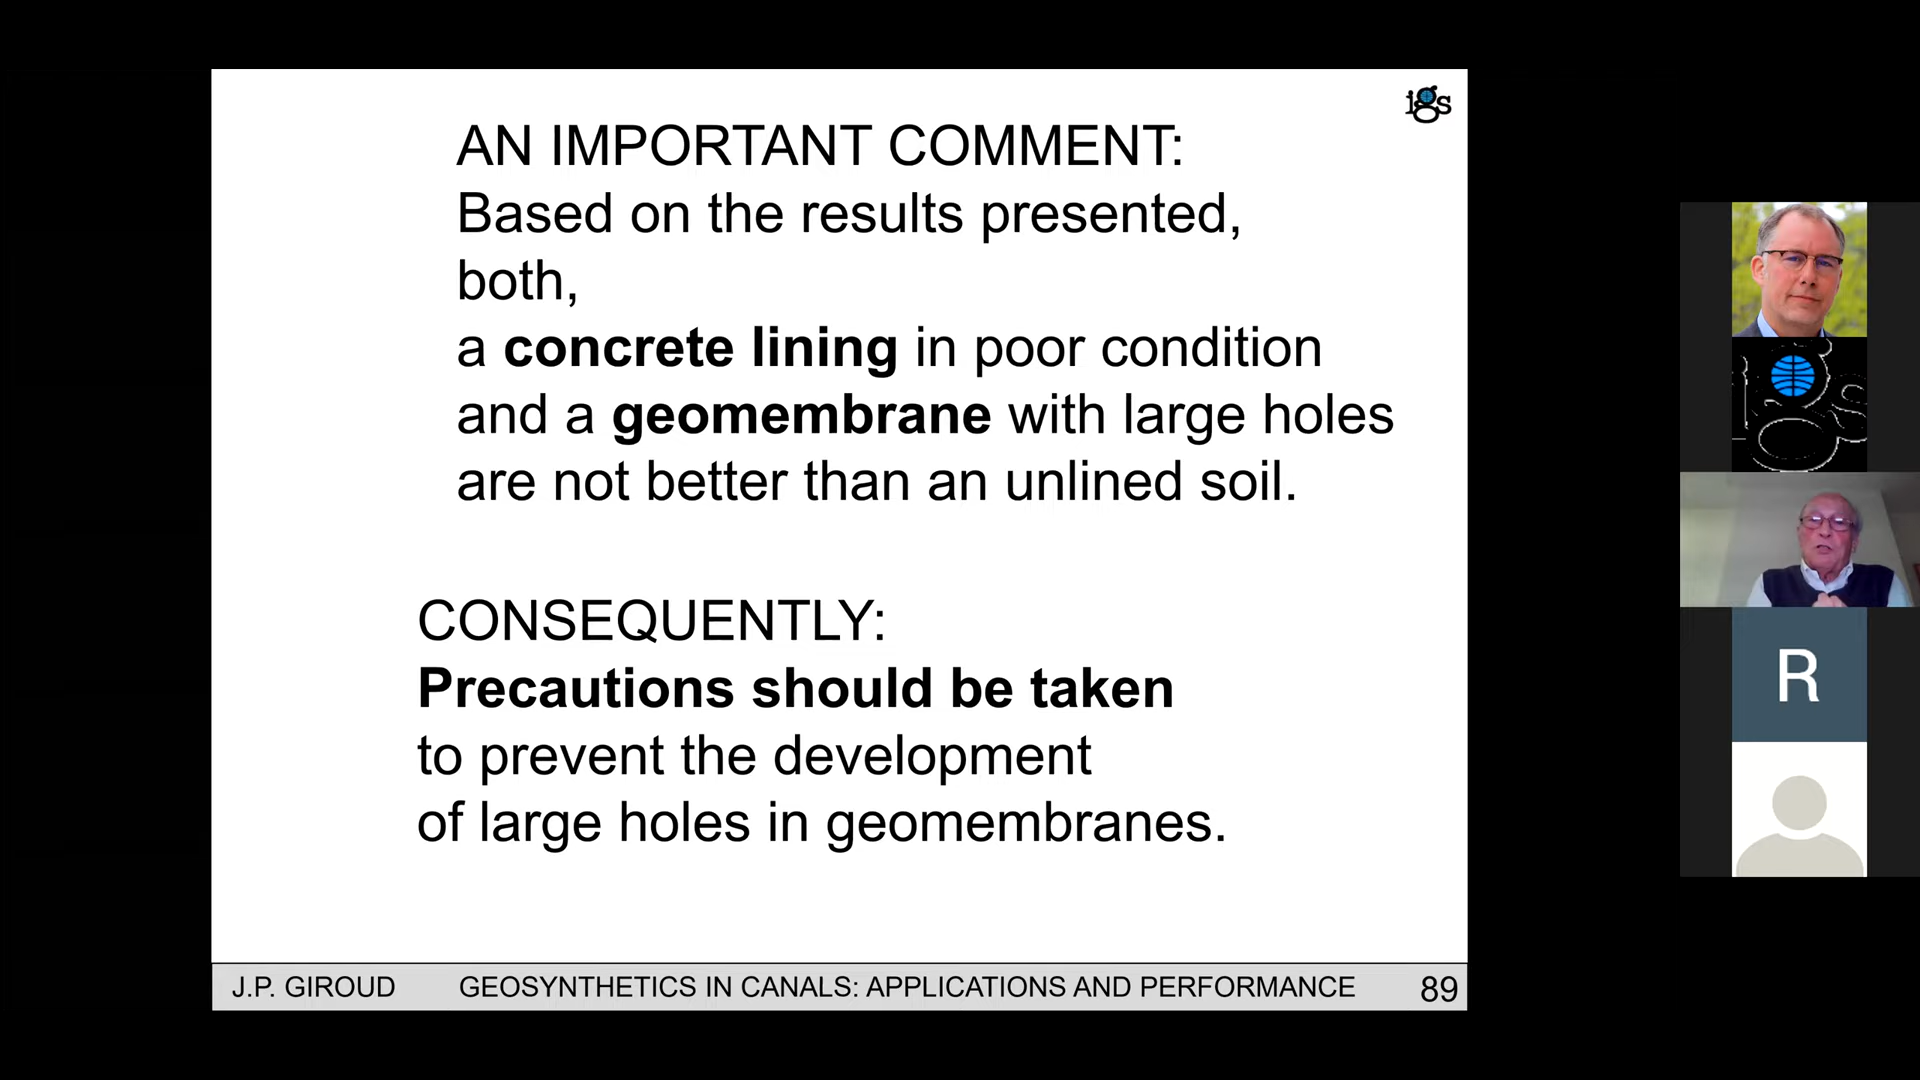 igs
AN IMPORTANT COMMENT:
Based on the results presented,
both,
a concrete lining in poor condition
and a geomembrane with large holes
are not better than an unlined soil.
CONSEQUENTLY:
Precautions should be taken
to prevent the development
of large holes in geomembranes.
J.P. GIROUD GEOSYNTHETICS IN CANALS: APPLICATIONS AND PERFORMANCE 89
igs
R